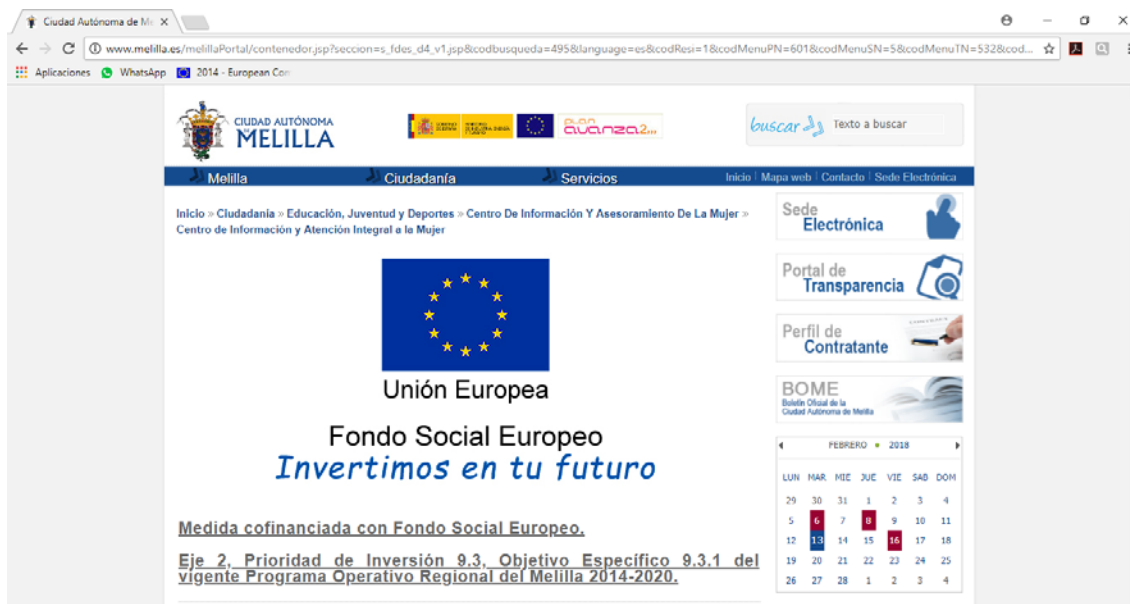 Ciudad Autónoma de Me
www.melilla.es/melillaPortal/contenedor.jsp?seccion=s_fdes_d4_v1.jsp&codbusqueda=495&language=es&codResi=1&codMenuPN=601&codMenuSN=5&codMenuTN=532&cod...
Aplicaciones WhatsApp 2014 - European Com
CIUDAD AUTÓNOMA
DE
MELILLA
PLAN
avanza2...
buscar Texto a buscar
Melilla Ciudadanía Servicios Inicio | Mapa web | Contacto | Sede Electrónica
Inicio » Ciudadanía » Educación, Juventud y Deportes » Centro De Información Y Asesoramiento De La Mujer »
Centro de Información y Atención Integral a la Mujer
Unión Europea
Fondo Social Europeo
Invertimos en tu futuro
Medida cofinanciada con Fondo Social Europeo.
Eje 2, Prioridad de Inversión 9.3, Objetivo Específico 9.3.1 del
vigente Programa Operativo Regional del Melilla 2014-2020.
Sede
Electrónica
Portal de
Transparencia
Perfil de
Contratante
BOME
Boletín Oficial de la
Ciudad Autónoma de Melilla
FEBRERO 2018
LUN MAR MIE JUE VIE SAB DOM
29 30 31 1 2 3 4
5 6 7 8 9 10 11
12 13 14 15 16 17 18
19 20 21 22 23 24 25
26 27 28 1 2 3 4